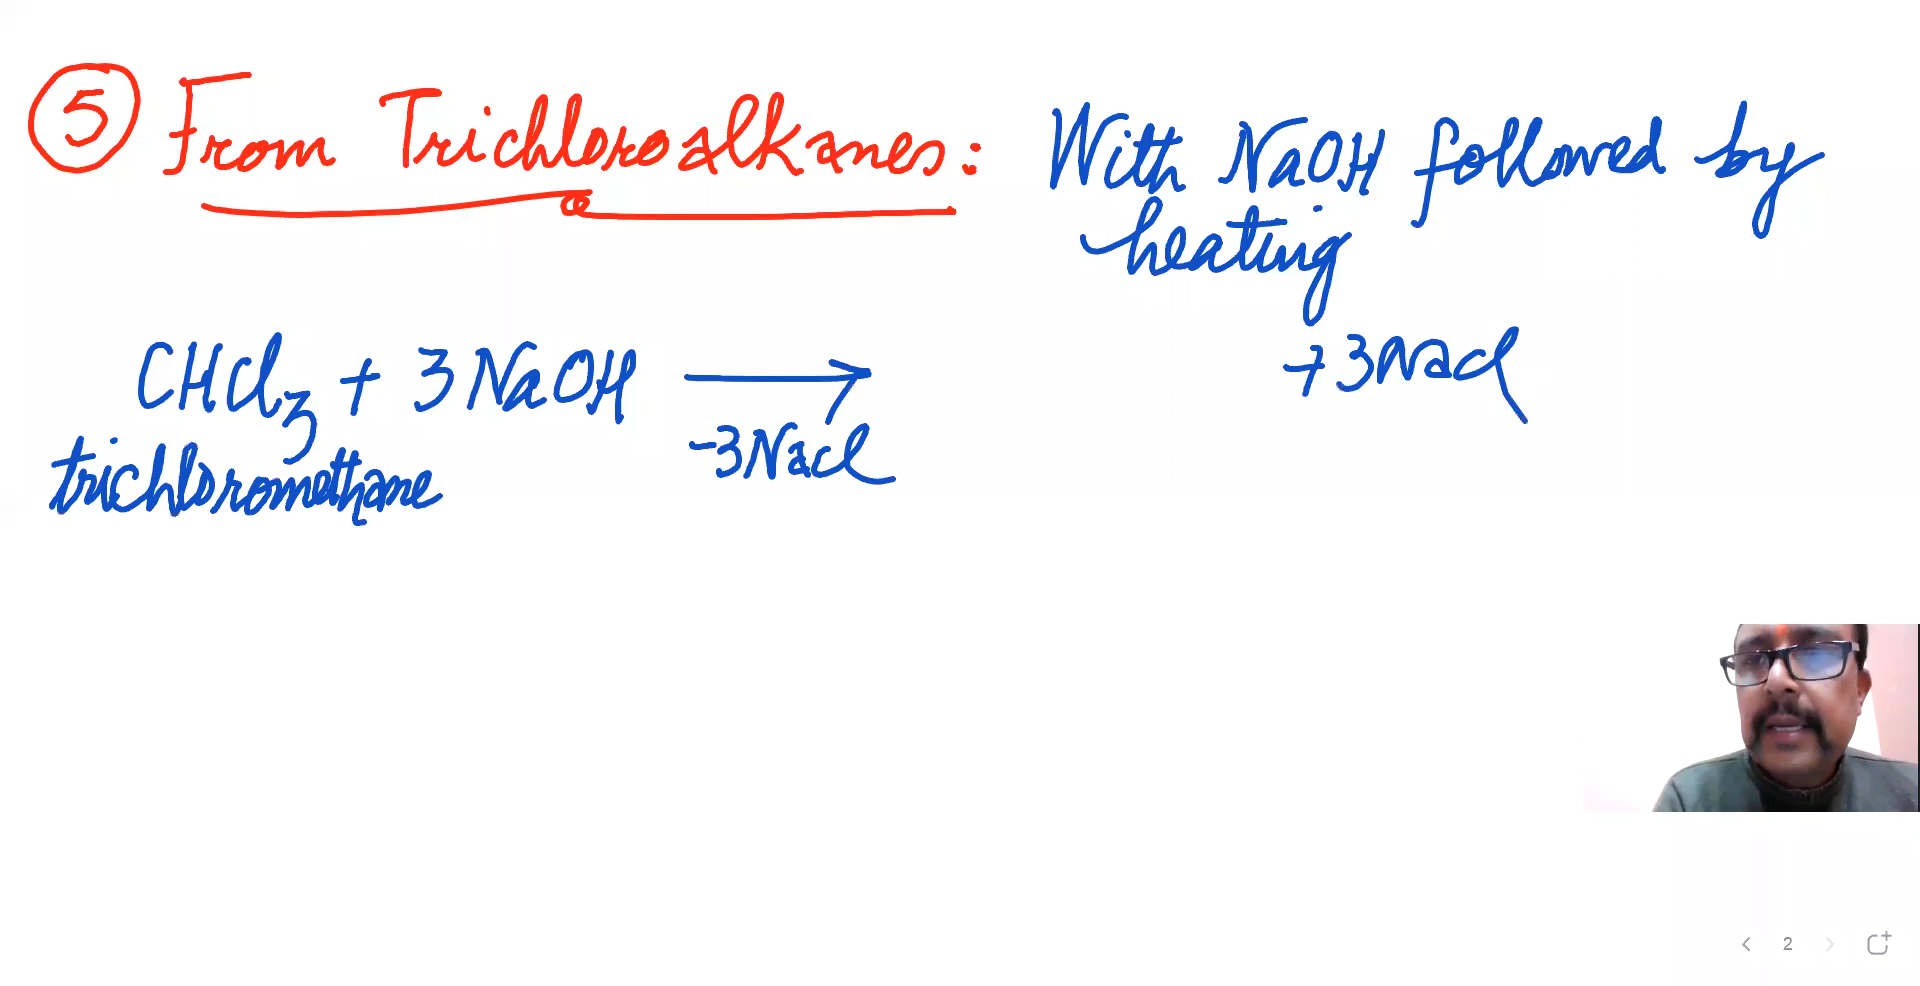 5 From Trichloroalkanes: With NaOH followed by
heating
CHCl3 + 3NaOH → +3NaCl
-3NaCl
trichloromethane
2